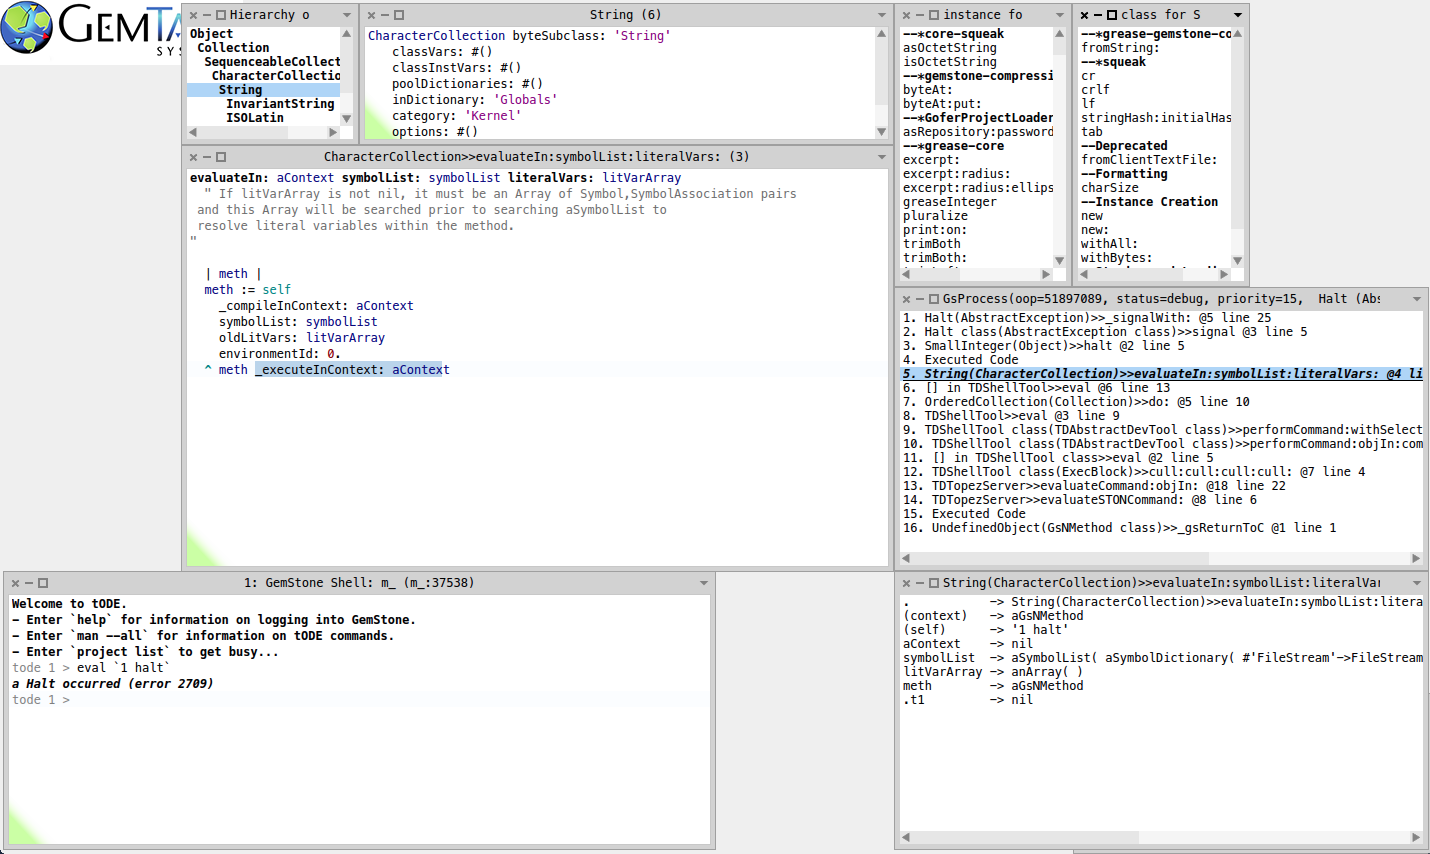 GEMTA
SYS
Hierarchy o
Object
Collection
SequenceableCollect
CharacterCollectio
String
InvariantString
ISOLatin
String (6)
CharacterCollection byteSubclass: 'String'
classVars: #()
classInstVars: #()
poolDictionaries: #()
inDictionary: 'Globals'
category: 'Kernel'
options: #()
instance fo
--*core-squeak
asOctetString
isOctetString
--*gemstone-compressi
byteAt:
byteAt:put:
--*GoferProjectLoader
asRepository:password
--*grease-core
excerpt:
excerpt:radius:
excerpt:radius:ellips
greaseInteger
pluralize
print:on:
trimBoth
trimBoth:
class for S
--*grease-gemstone-co
fromString:
--*squeak
cr
crlf
lf
stringHash:initialHas
tab
--Deprecated
fromClientTextFile:
--Formatting
charSize
--Instance Creation
new
new:
withAll:
withBytes:
CharacterCollection>>evaluateIn:symbolList:literalVars: (3)
evaluateIn: aContext symbolList: symbolList literalVars: litVarArray
" If litVarArray is not nil, it must be an Array of Symbol,SymbolAssociation pairs
and this Array will be searched prior to searching aSymbolList to
resolve literal variables within the method.
"
| meth |
meth := self
_compileInContext: aContext
symbolList: symbolList
oldLitVars: litVarArray
environmentId: 0.
^ meth _executeInContext: aContext
GsProcess(oop=51897089, status=debug, priority=15,  Halt (Abs
1. Halt(AbstractException)>>_signalWith: @5 line 25
2. Halt class(AbstractException class)>>signal @3 line 5
3. SmallInteger(Object)>>halt @2 line 5
4. Executed Code
5. String(CharacterCollection)>>evaluateIn:symbolList:literalVars: @4 li
6. [] in TDShellTool>>eval @6 line 13
7. OrderedCollection(Collection)>>do: @5 line 10
8. TDShellTool>>eval @3 line 9
9. TDShellTool class(TDAbstractDevTool class)>>performCommand:withSelect
10. TDShellTool class(TDAbstractDevTool class)>>performCommand:objIn:com
11. [] in TDShellTool class>>eval @2 line 5
12. TDShellTool class(ExecBlock)>>cull:cull:cull:cull: @7 line 4
13. TDTopezServer>>evaluateCommand:objIn: @18 line 22
14. TDTopezServer>>evaluateSTONCommand: @8 line 6
15. Executed Code
16. UndefinedObject(GsNMethod class)>>_gsReturnToC @1 line 1
1: GemStone Shell: m_ (m_:37538)
Welcome to tODE.
- Enter `help` for information on logging into GemStone.
- Enter `man --all` for information on tODE commands.
- Enter `project list` to get busy...
tode 1 > eval `1 halt`
a Halt occurred (error 2709)
tode 1 >
String(CharacterCollection)>>evaluateIn:symbolList:literalVar
. -> String(CharacterCollection)>>evaluateIn:symbolList:litera
(context) -> aGsNMethod
(self) -> '1 halt'
aContext -> nil
symbolList -> aSymbolList( aSymbolDictionary( #'FileStream'->FileStream
litVarArray -> anArray( )
meth -> aGsNMethod
.t1 -> nil